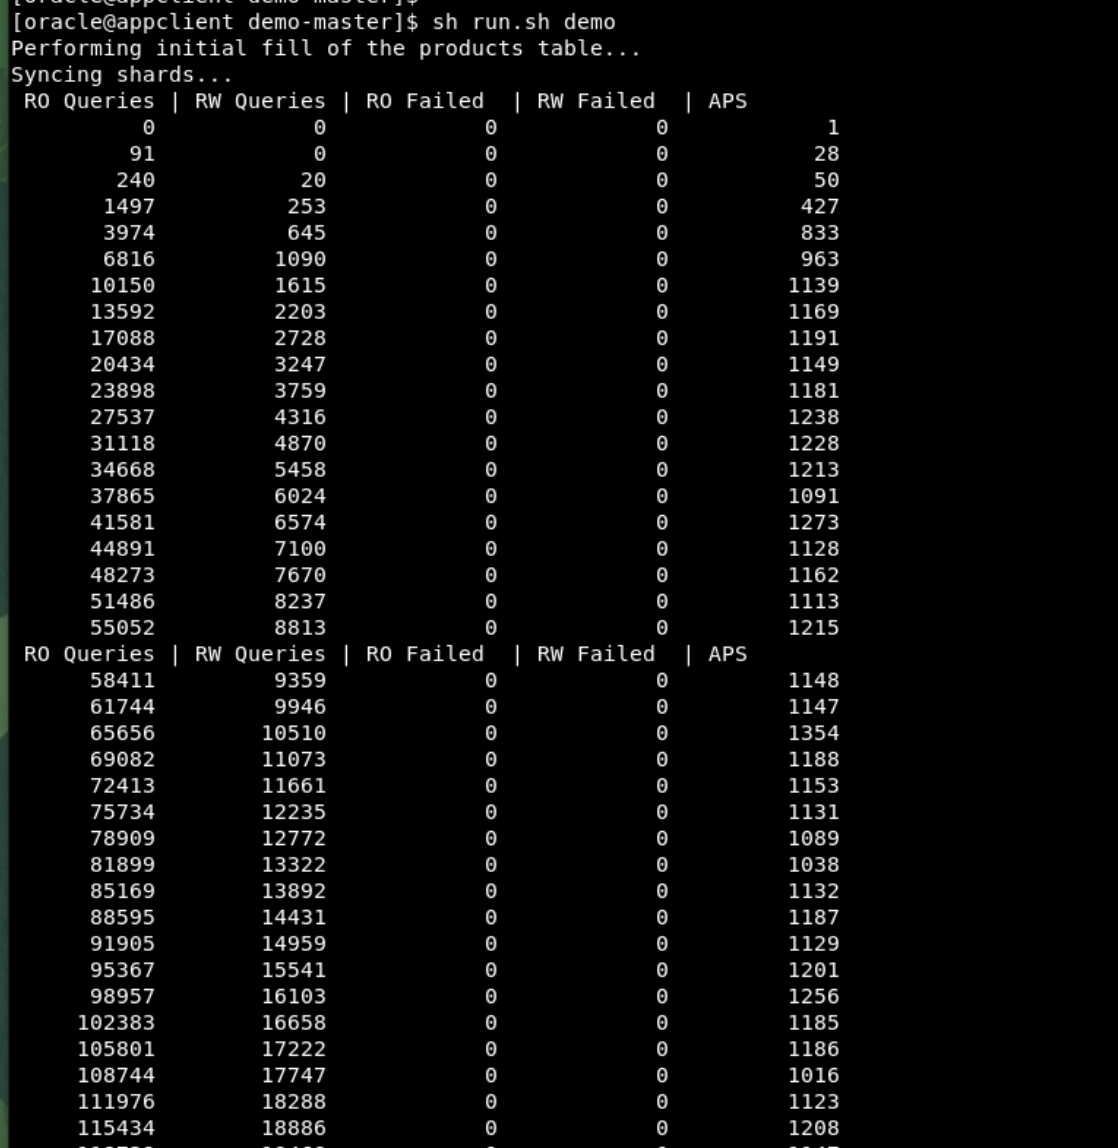 [oracle@appclient demo-master]$
[oracle@appclient demo-master]$ sh run.sh demo
Performing initial fill of the products table...
Syncing shards...
RO Queries | RW Queries | RO Failed  | RW Failed  | APS
0 0 0 0 1
91 0 0 0 28
240 20 0 0 50
1497 253 0 0 427
3974 645 0 0 833
6816 1090 0 0 963
10150 1615 0 0 1139
13592 2203 0 0 1169
17088 2728 0 0 1191
20434 3247 0 0 1149
23898 3759 0 0 1181
27537 4316 0 0 1238
31118 4870 0 0 1228
34668 5458 0 0 1213
37865 6024 0 0 1091
41581 6574 0 0 1273
44891 7100 0 0 1128
48273 7670 0 0 1162
51486 8237 0 0 1113
55052 8813 0 0 1215
RO Queries | RW Queries | RO Failed  | RW Failed  | APS
58411 9359 0 0 1148
61744 9946 0 0 1147
65656 10510 0 0 1354
69082 11073 0 0 1188
72413 11661 0 0 1153
75734 12235 0 0 1131
78909 12772 0 0 1089
81899 13322 0 0 1038
85169 13892 0 0 1132
88595 14431 0 0 1187
91905 14959 0 0 1129
95367 15541 0 0 1201
98957 16103 0 0 1256
102383 16658 0 0 1185
105801 17222 0 0 1186
108744 17747 0 0 1016
111976 18288 0 0 1123
115434 18886 0 0 1208